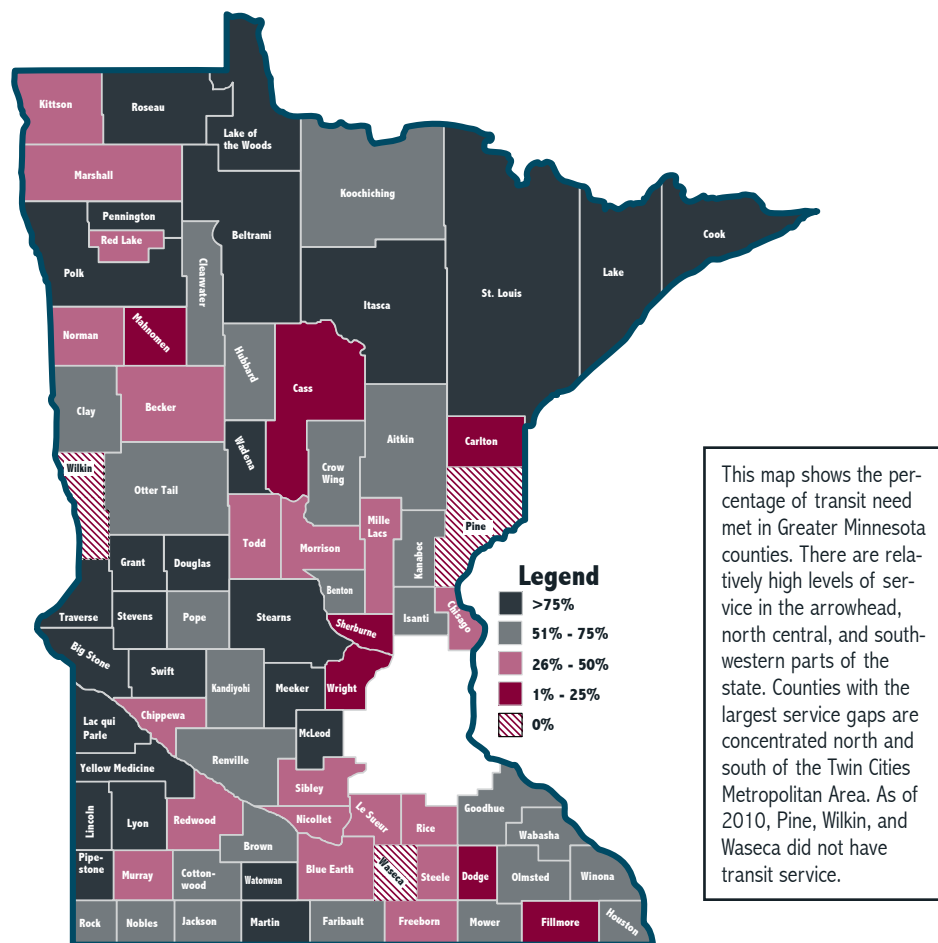 Kittson
Roseau
Lake of
the Woods
Koochiching
Marshall
Pennington
Red Lake
Beltrami
Polk
Clearwater
Itasca
St. Louis
Lake
Cook
Norman
Mahnomen
Hubbard
Cass
Clay
Becker
Wadena
Crow
Wing
Aitkin
Carlton
Wilkin
Otter Tail
Todd
Morrison
Mille
Lacs
Kanabec
Pine
Grant
Douglas
Benton
Isanti
Chisago
Traverse
Stevens
Pope
Stearns
Sherburne
Big Stone
Swift
Kandiyohi
Meeker
Wright
Lac qui
Parle
Chippewa
McLeod
Renville
Yellow Medicine
Sibley
Lincoln
Lyon
Redwood
Nicollet
Le Sueur
Rice
Goodhue
Wabasha
Brown
Pipe-
stone
Murray
Cotton-
wood
Watonwan
Blue Earth
Waseca
Steele
Dodge
Olmsted
Winona
Rock
Nobles
Jackson
Martin
Faribault
Freeborn
Mower
Fillmore
Houston
Legend
>75%
51% - 75%
26% - 50%
1% - 25%
0%
This map shows the per-
centage of transit need
met in Greater Minnesota
counties. There are rela-
tively high levels of ser-
vice in the arrowhead,
north central, and south-
western parts of the
state. Counties with the
largest service gaps are
concentrated north and
south of the Twin Cities
Metropolitan Area. As of
2010, Pine, Wilkin, and
Waseca did not have
transit service.